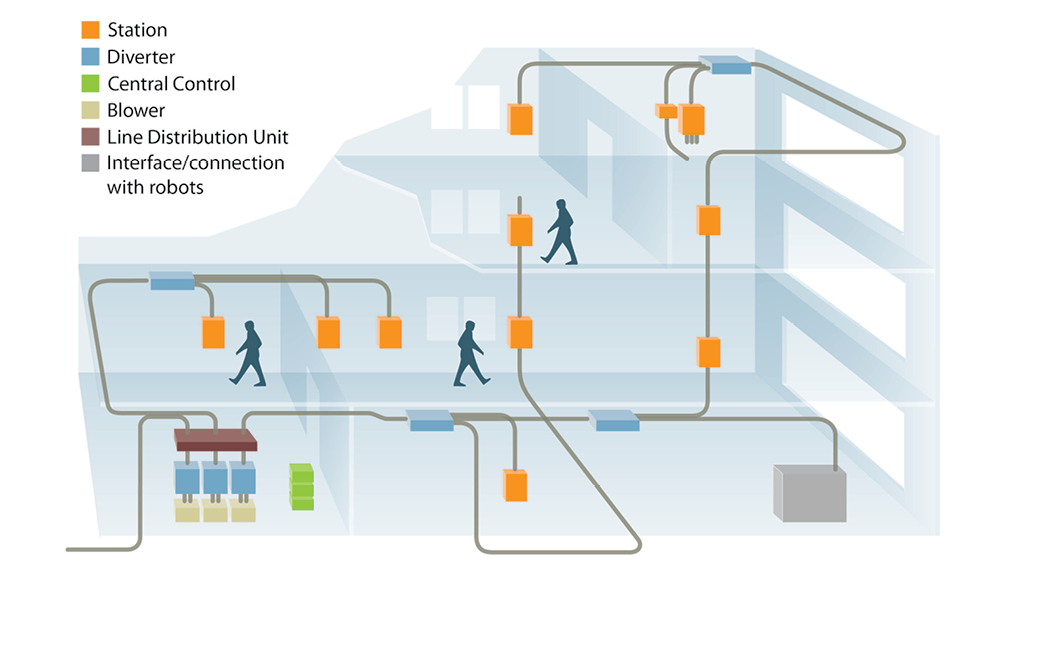 Station
Diverter
Central Control
Blower
Line Distribution Unit
Interface/connection
with robots